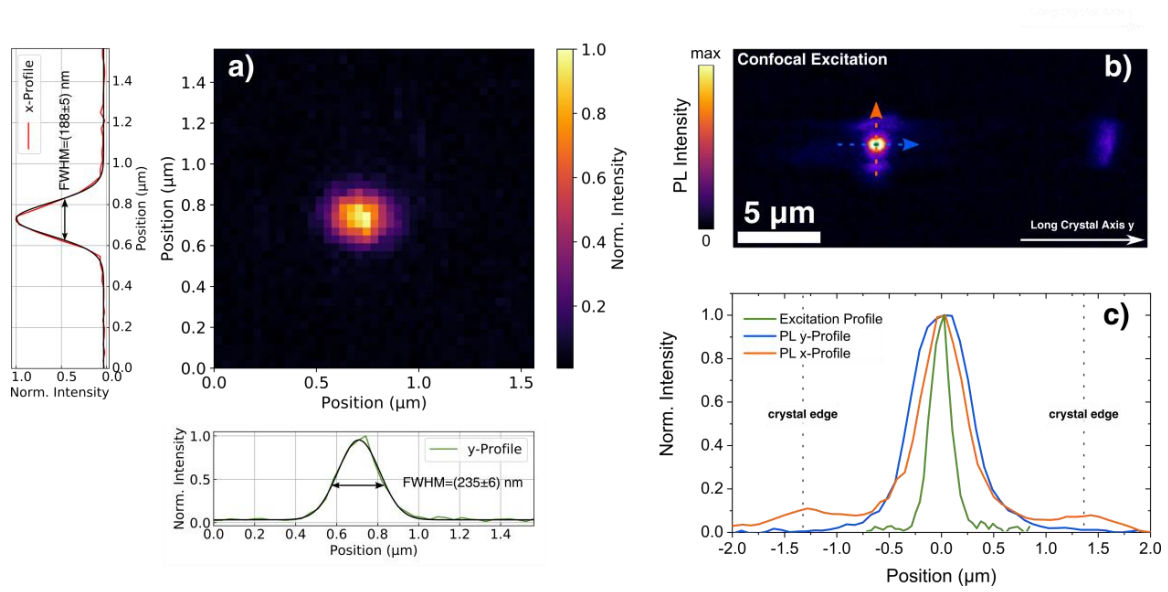 x-Profile
FWHM=(188±5) nm
1.4
1.2
1.0
0.8
0.6
0.4
0.2
0.0
Position (µm)
1.0 0.5 0.0
Norm. Intensity
a)
1.4
1.2
1.0
0.8
0.6
0.4
0.2
0.0
Position (µm)
0.0 0.5 1.0 1.5
Position (µm)
1.0
0.8
0.6
0.4
0.2
Norm. Intensity
y-Profile
FWHM=(235±6) nm
1.0
0.5
0.0
Norm. Intensity
0.0 0.2 0.4 0.6 0.8 1.0 1.2 1.4
Position (µm)
Long Crystal Axis y
max
PL Intensity
0
Confocal Excitation
b)
5 µm
Long Crystal Axis y
c)
Excitation Profile
PL y-Profile
PL x-Profile
crystal edge crystal edge
1.0
0.8
0.6
0.4
0.2
0.0
Norm. Intensity
-2.0 -1.5 -1.0 -0.5 0.0 0.5 1.0 1.5 2.0
Position (µm)